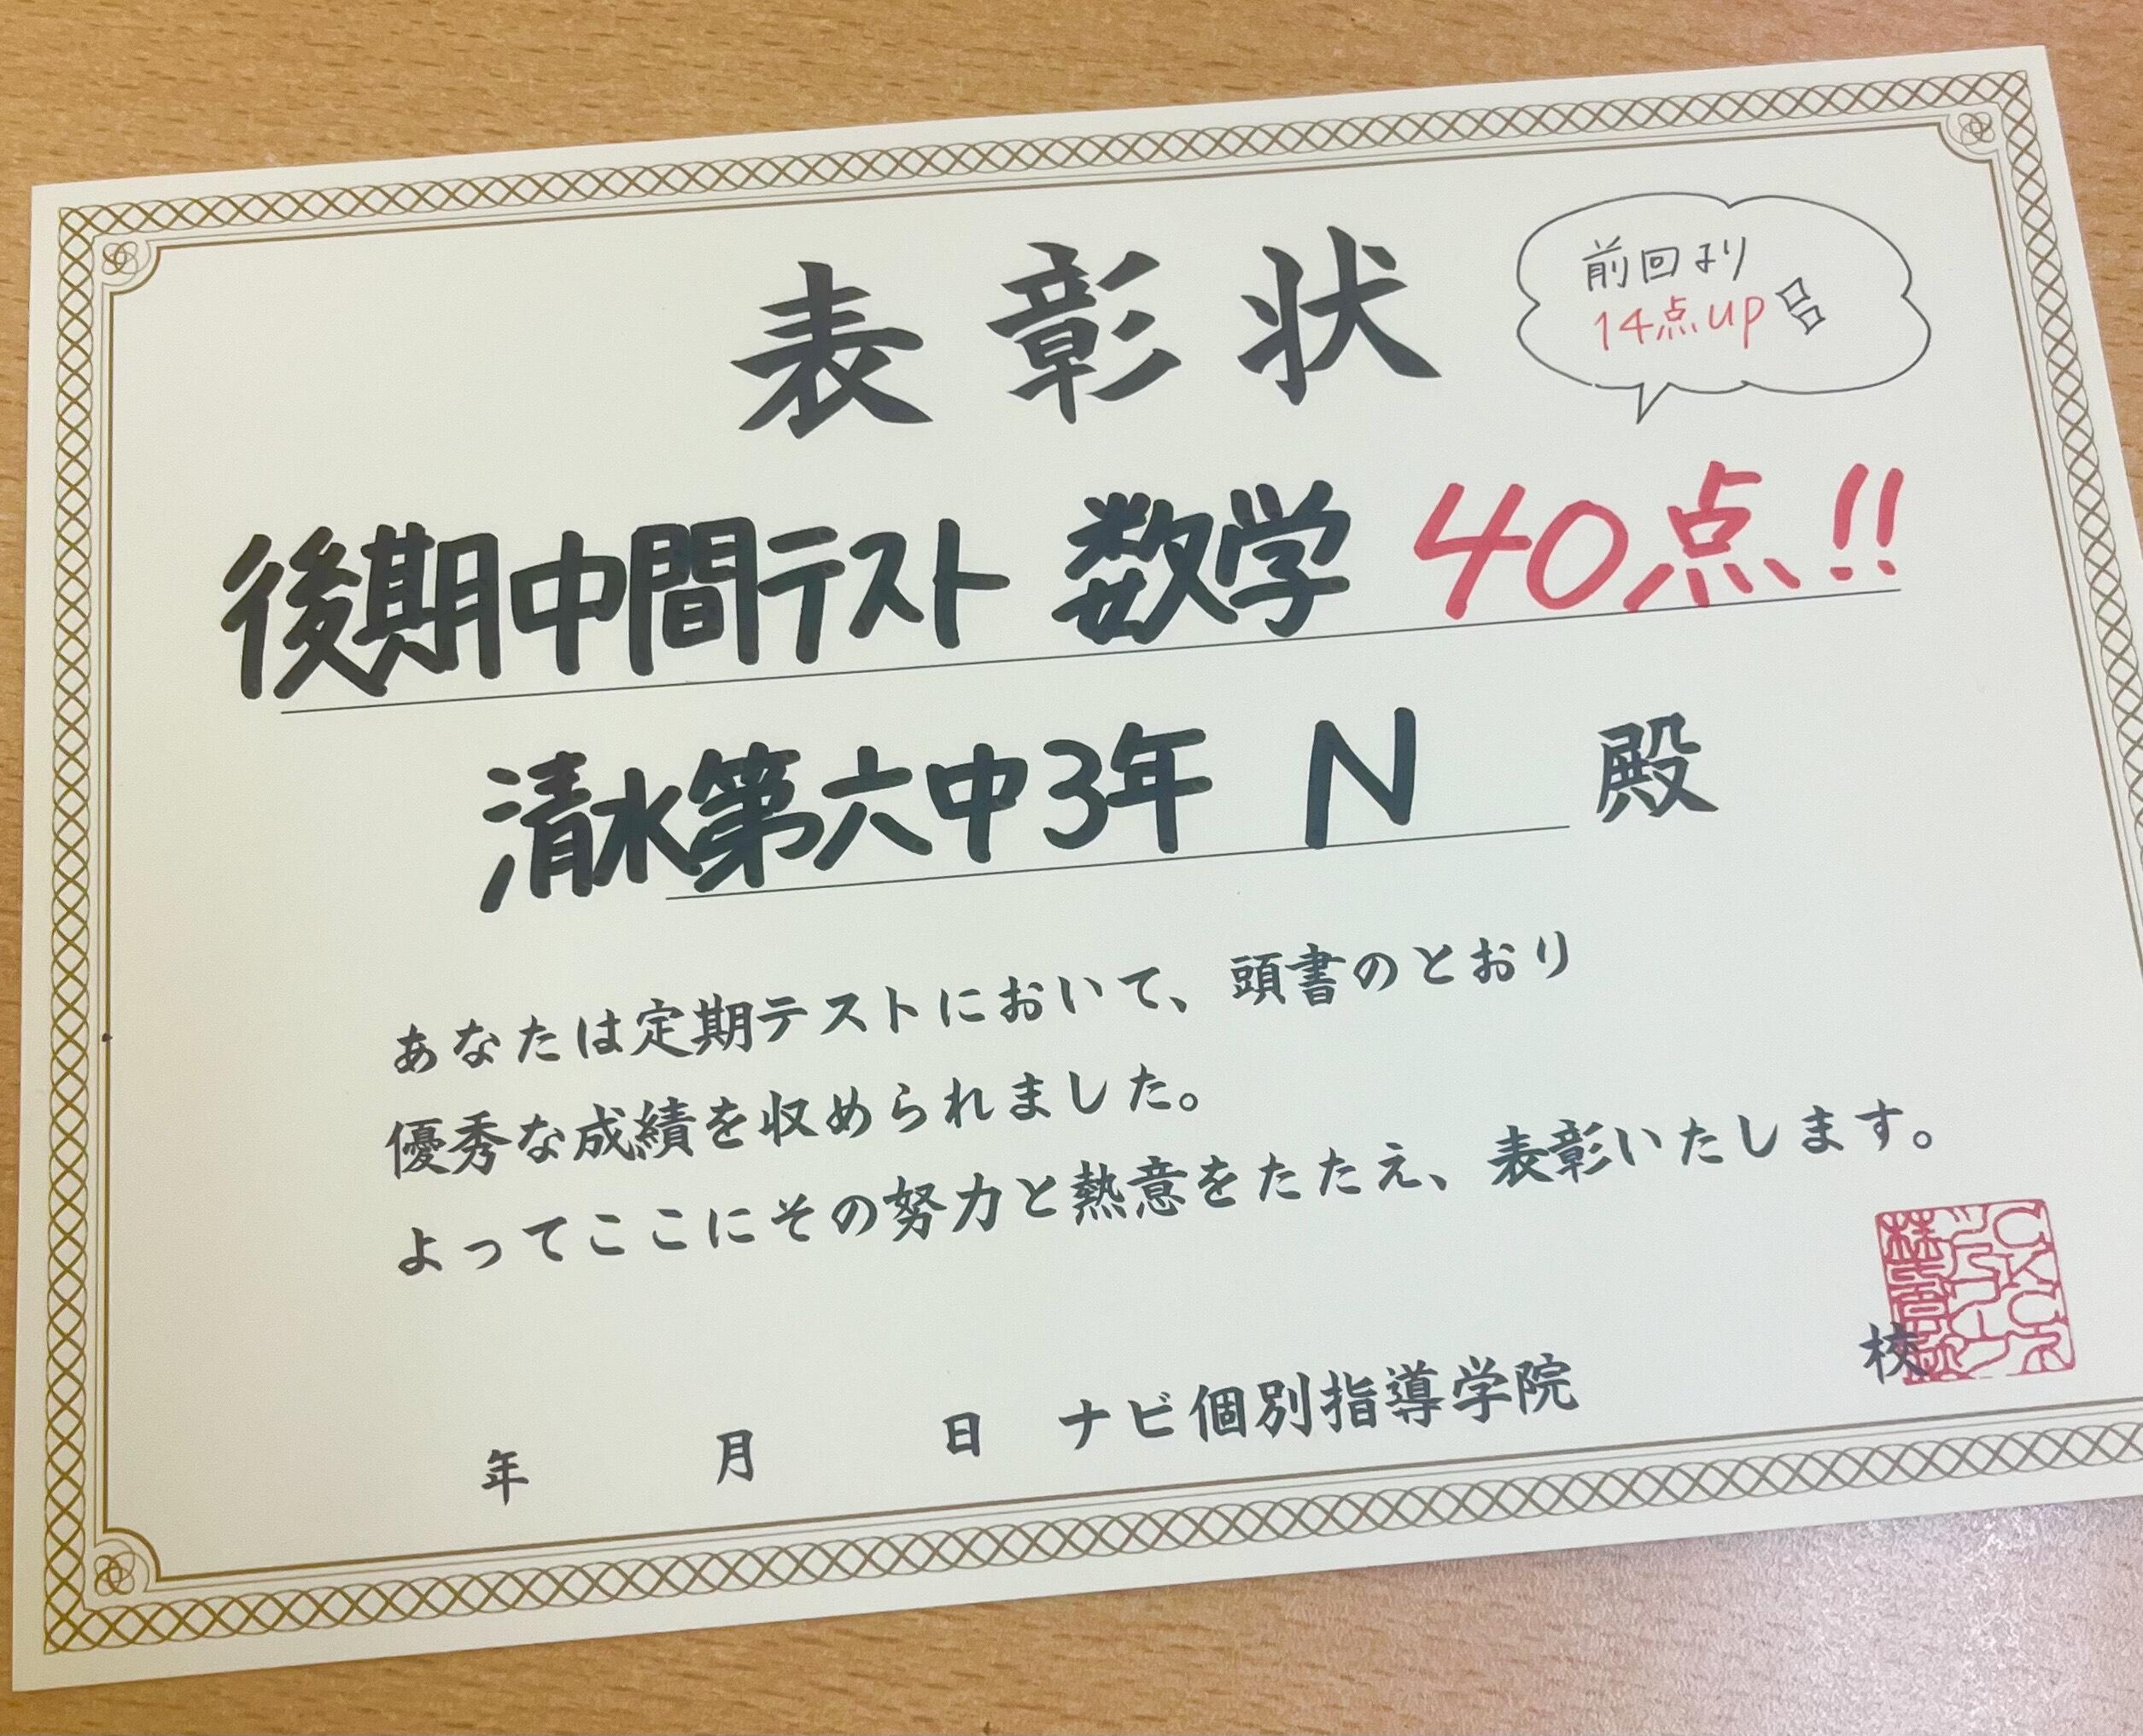 表彰状
前回より
14点up
後期中間テスト 数学 40点!!
清水第六中3年 N 殿
あなたは定期テストにおいて、頭書のとおり
優秀な成績を収められました。
よってここにその努力と熱意をたたえ、表彰いたします。
年 月 日 ナビ個別指導学院 校